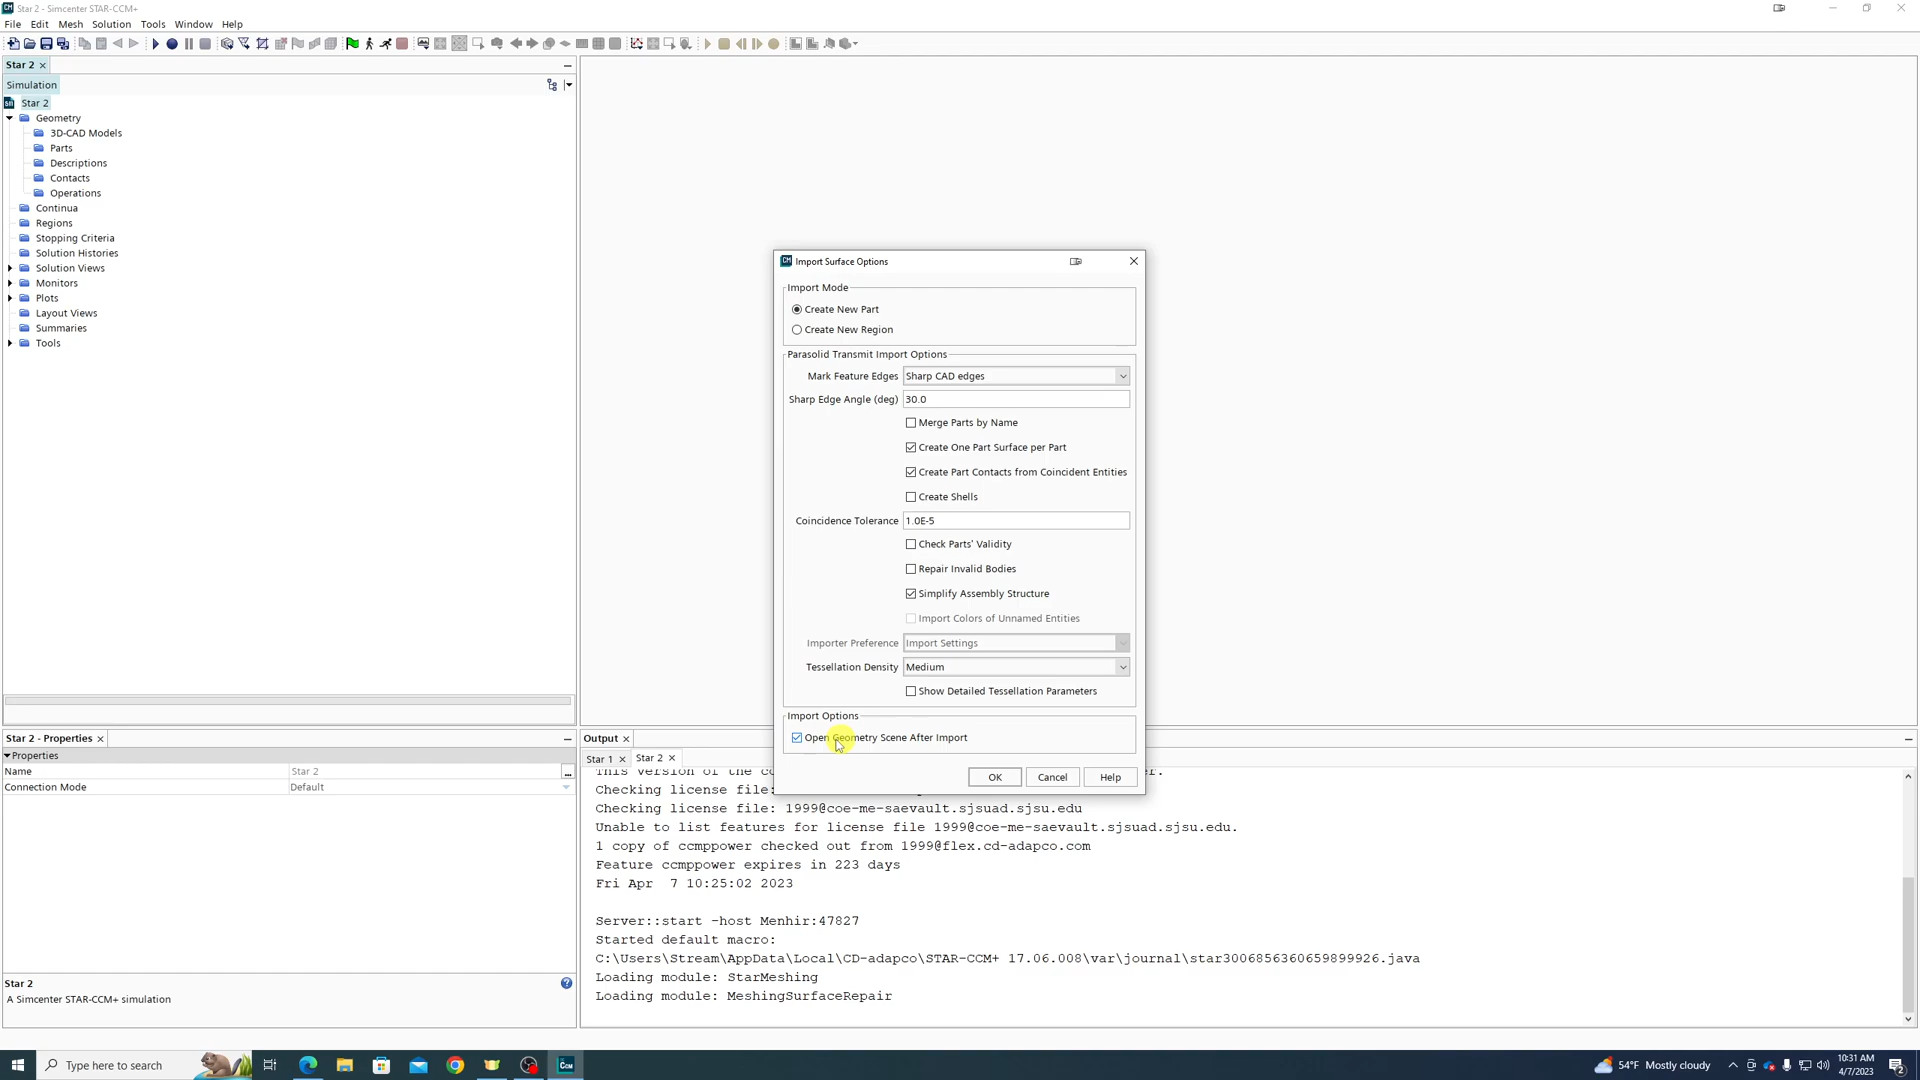 Star 2 - Simcenter STAR-CCM+
File Edit Mesh Solution Tools Window Help
Star 2
Simulation
Star 2
Geometry
3D-CAD Models
Parts
Descriptions
Contacts
Operations
Continua
Regions
Stopping Criteria
Solution Histories
Solution Views
Monitors
Plots
Layout Views
Summaries
Tools
Import Surface Options
Import Mode
Create New Part
Create New Region
Parasolid Transmit Import Options
Mark Feature Edges Sharp CAD edges
Sharp Edge Angle (deg) 30.0
Merge Parts by Name
Create One Part Surface per Part
Create Part Contacts from Coincident Entities
Create Shells
Coincidence Tolerance 1.0E-5
Check Parts' Validity
Repair Invalid Bodies
Simplify Assembly Structure
Import Colors of Unnamed Entities
Importer Preference Import Settings
Tessellation Density Medium
Show Detailed Tessellation Parameters
Import Options
Open Geometry Scene After Import
OK Cancel Help
Star 2 - Properties
Properties
Name Star 2
Connection Mode Default
Star 2
A Simcenter STAR-CCM+ simulation
Output
Star 1 Star 2
This version of the co
Checking license file:
Checking license file: 1999@coe-me-saevault.sjsuad.sjsu.edu
Unable to list features for license file 1999@coe-me-saevault.sjsuad.sjsu.edu.
1 copy of ccmppower checked out from 1999@flex.cd-adapco.com
Feature ccmppower expires in 223 days
Fri Apr 7 10:25:02 2023
Server::start -host Menhir:47827
Started default macro:
C:\Users\Stream\AppData\Local\CD-adapco\STAR-CCM+ 17.06.008\var\journal\star3006856360659899926.java
Loading module: StarMeshing
Loading module: MeshingSurfaceRepair
Type here to search
54°F Mostly cloudy
10:31 AM
4/7/2023